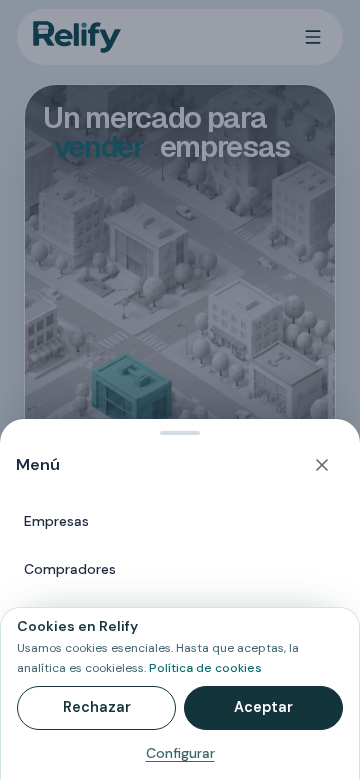 Relify
Un mercado para
vender empresas
Menú
Empresas
Compradores
Cookies en Relify
Usamos cookies esenciales. Hasta que aceptas, la
analítica es cookieless. Política de cookies
Rechazar
Aceptar
Configurar